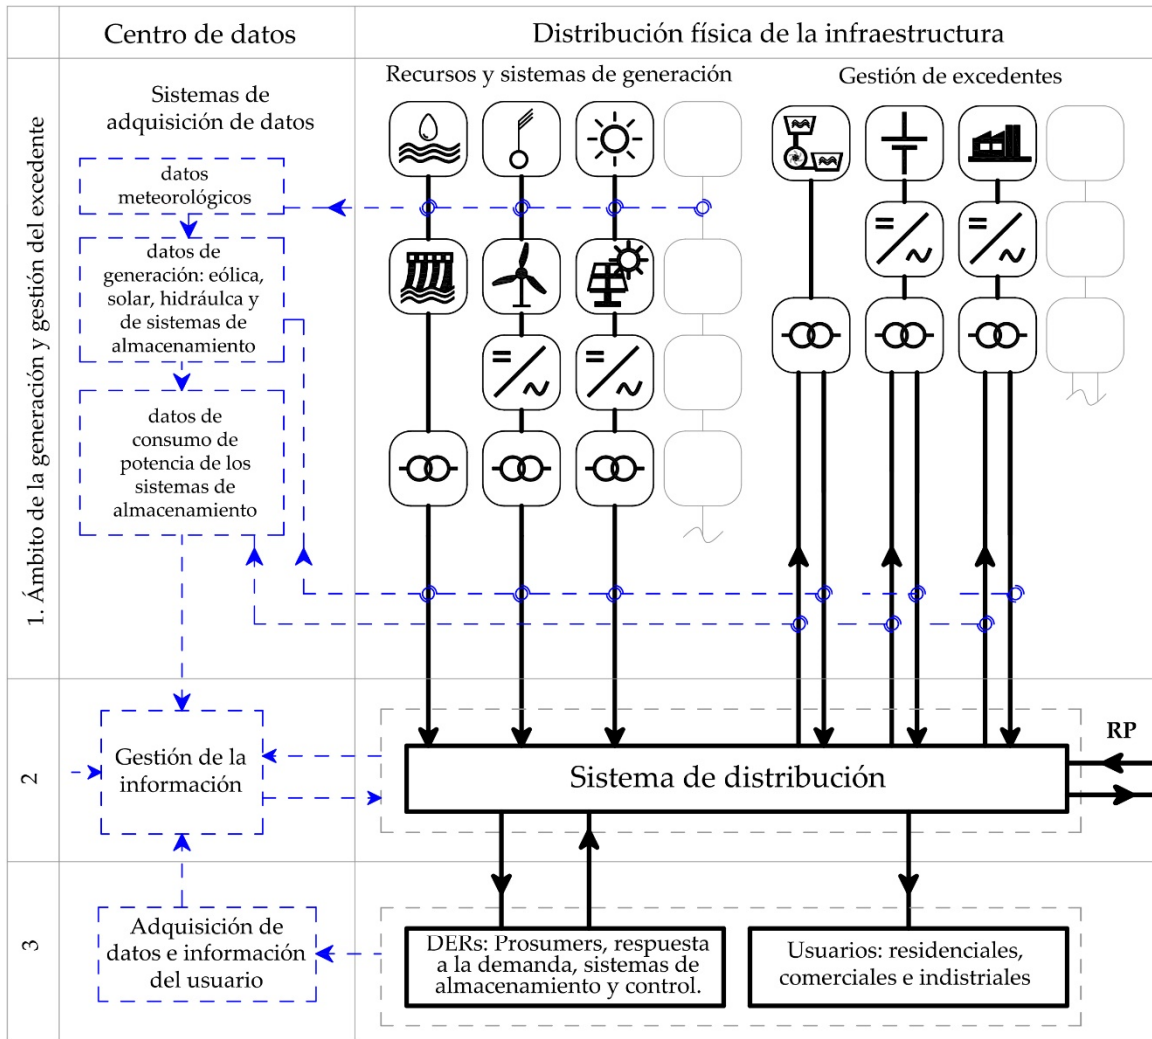 Centro de datos
Distribución física de la infraestructura
1. Ámbito de la generación y gestión del excedente
Sistemas de
adquisición de datos
datos
meteorológicos
datos de
generación: eólica,
solar, hidráulca y
de sistemas de
almacenamiento
datos de
consumo de
potencia de los
sistemas de
almacenamiento
Recursos y sistemas de generación
Gestión de excedentes
2
Gestión de la
información
Sistema de distribución
RP
3
Adquisición de
datos e información
del usuario
DERs: Prosumers, respuesta
a la demanda, sistemas de
almacenamiento y control.
Usuarios: residenciales,
comerciales e indistriales